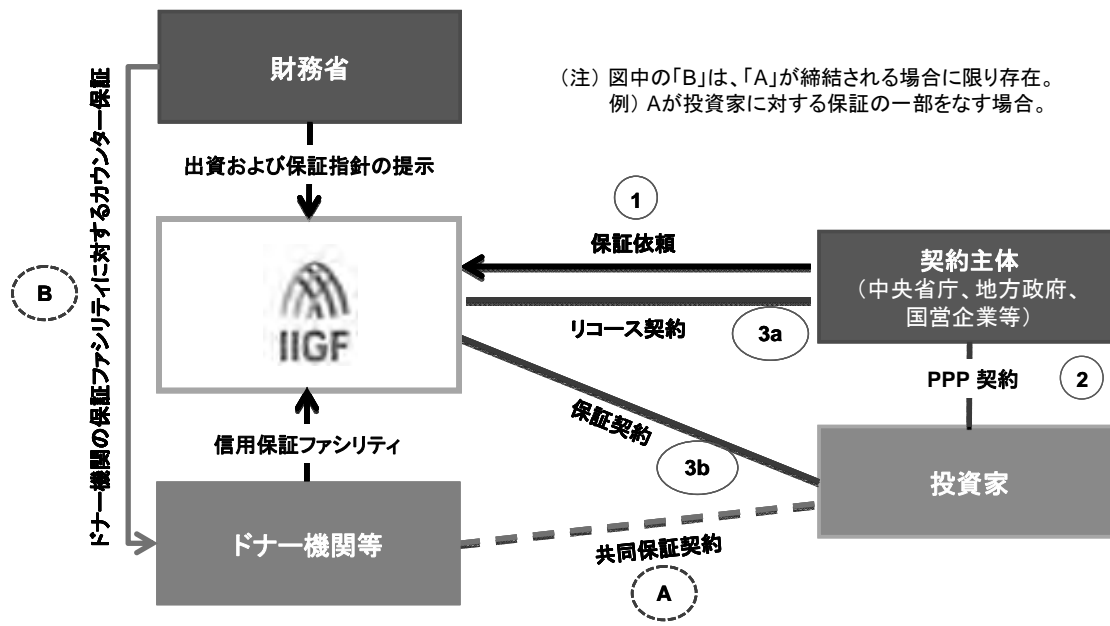 財務省
（注） 図中の「B」は、「A」が締結される場合に限り存在。
例） Aが投資家に対する保証の一部をなす場合。
ドナー機関の保証ファシリティに対するカウンター保証
B
出資および保証指針の提示
1
保証依頼
IIGF
契約主体
（中央省庁、地方政府、
国営企業等）
リコース契約
3a
PPP 契約
2
保証契約
3b
信用保証ファシリティ
投資家
ドナー機関等
共同保証契約
A